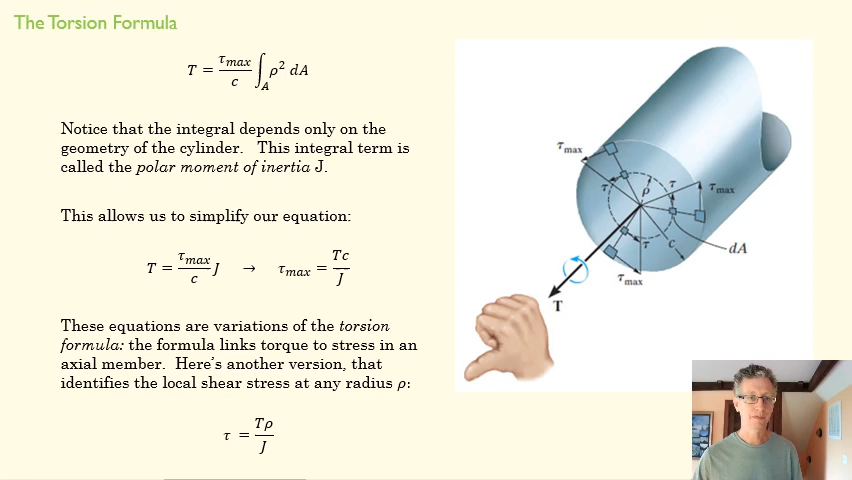 The Torsion Formula
T = τmax/c ∫A ρ² dA
Notice that the integral depends only on the
geometry of the cylinder. This integral term is
called the polar moment of inertia J.
This allows us to simplify our equation:
T = τmax/c J → τmax = Tc/J
These equations are variations of the torsion
formula: the formula links torque to stress in an
axial member. Here's another version, that
identifies the local shear stress at any radius ρ:
τ = Tρ/J
τmax
τ
ρ
τ
τmax
τ
c
dA
τmax
T